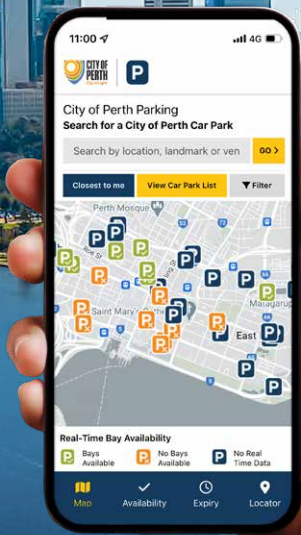 11:00
4G
CITY OF
PERTH
P
City of Perth Parking
Search for a City of Perth Car Park
Search by location, landmark or ven
GO >
Closest to me
View Car Park List
Filter
Perth Mosque
Saint Mary's
East
Real-Time Bay Availability
Bays
Available
No Bays
Available
No Real
Time Data
Map
Availability
Expiry
Locator